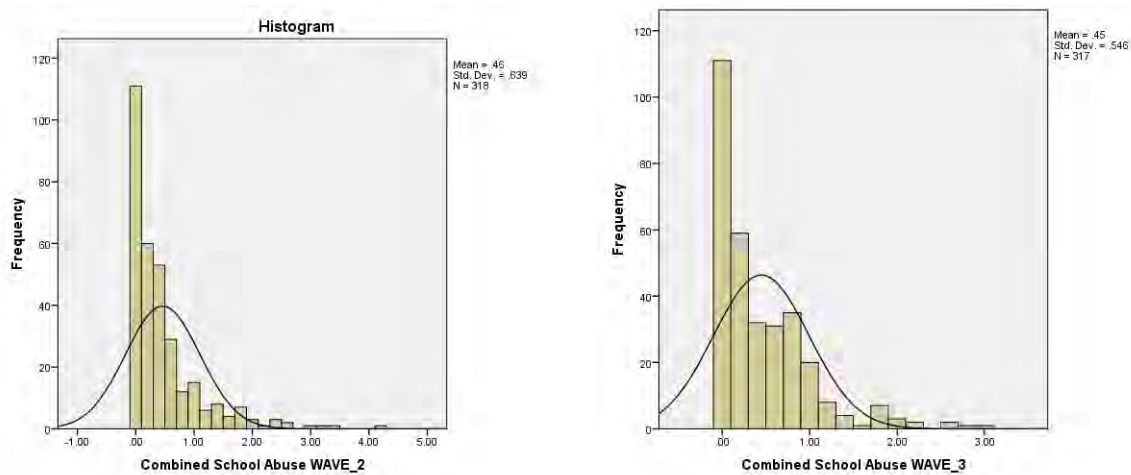 Histogram
Mean = .46
Std. Dev. = .639
N = 318
120
100
80
60
40
20
0
Frequency
-1.00 .00 1.00 2.00 3.00 4.00 5.00
Combined School Abuse WAVE_2
Mean = .45
Std. Dev. = .546
N = 317
120
100
80
60
40
20
0
Frequency
.00 1.00 2.00 3.00
Combined School Abuse WAVE_3